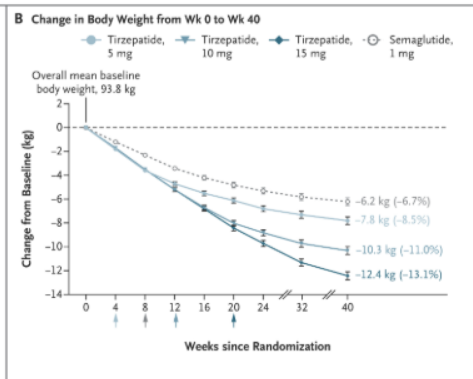 B Change in Body Weight from Wk 0 to Wk 40
Tirzepatide, 5 mg
Tirzepatide, 10 mg
Tirzepatide, 15 mg
Semaglutide, 1 mg
Overall mean baseline
body weight, 93.8 kg
Change from Baseline (kg)
2
0
−2
−4
−6
−8
−10
−12
−14
−6.2 kg (−6.7%)
−7.8 kg (−8.5%)
−10.3 kg (−11.0%)
−12.4 kg (−13.1%)
0 4 8 12 16 20 24 32 40
Weeks since Randomization